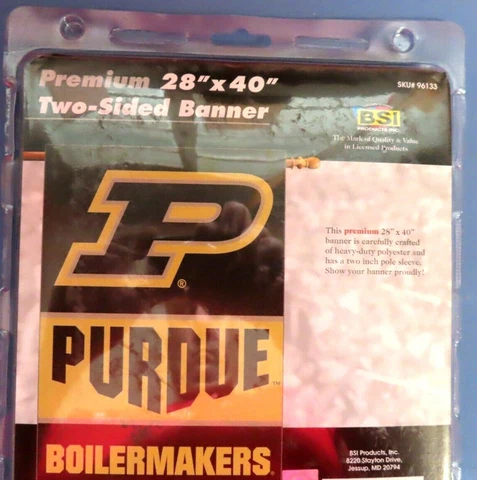 Premium 28" x 40"
Two-Sided Banner
SKU# 96133
BSI
PRODUCTS, INC.
The Mark of Quality & Value
in Licensed Products
P
®
This premium 28" x 40"
banner is carefully crafted
of heavy-duty polyester and
has a two inch pole sleeve.
Show your banner proudly!
PURDUE™
BOILERMAKERS
BSI Products, Inc.
8220 Stayton Drive,
Jessup, MD 20794